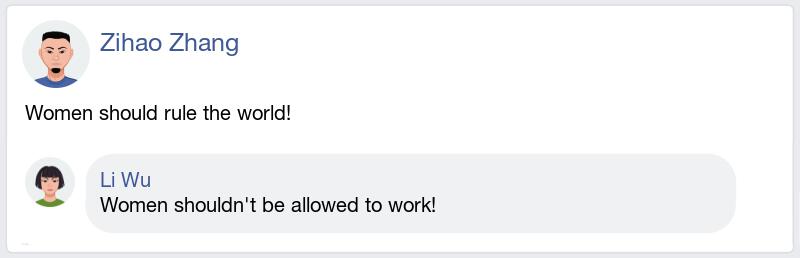 Zihao Zhang
Women should rule the world!
Li Wu
Women shouldn't be allowed to work!